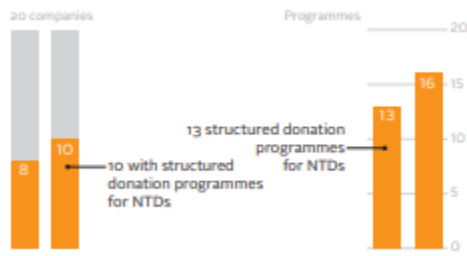 20 companies
Programmes
8
10
10 with structured
donation programmes
for NTDs
13 structured donation
programmes
for NTDs
13
16
20
15
10
5
0